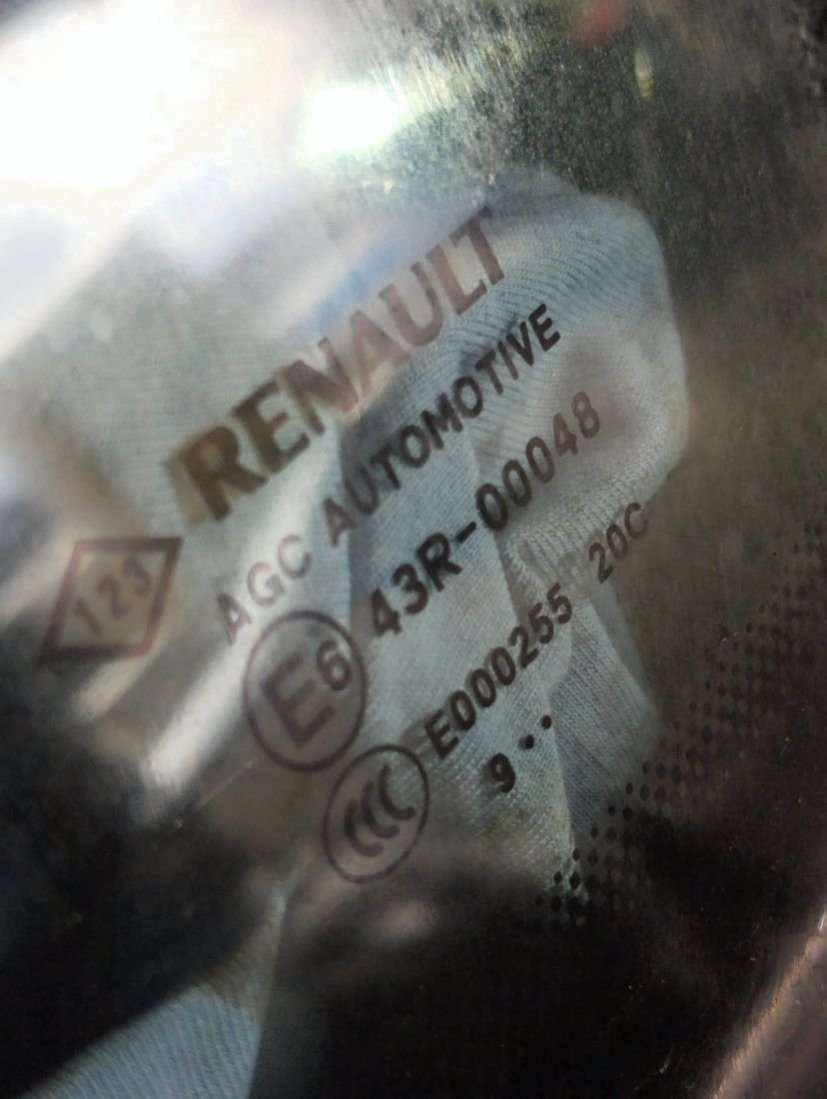 RENAULT
AGC AUTOMOTIVE
123
E6 43R-00048
CCC E000255 20C
9 ..